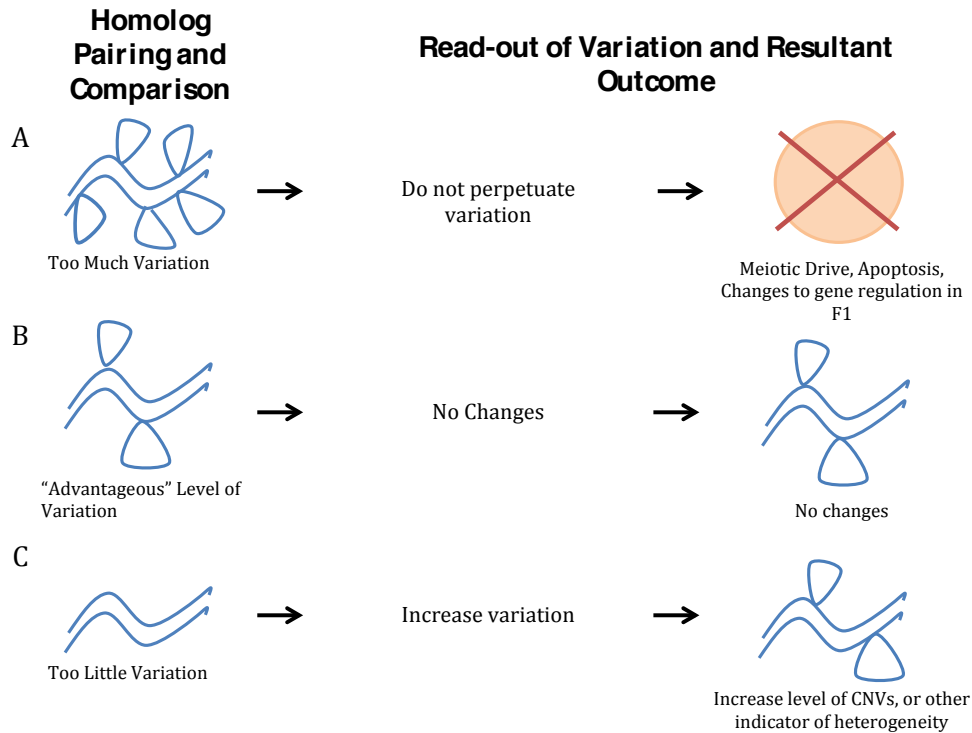 Homolog
Pairing and
Comparison
Read-out of Variation and Resultant
Outcome
A
Too Much Variation
Do not perpetuate
variation
Meiotic Drive, Apoptosis,
Changes to gene regulation in
F1
B
“Advantageous” Level of
Variation
No Changes
No changes
C
Too Little Variation
Increase variation
Increase level of CNVs, or other
indicator of heterogeneity